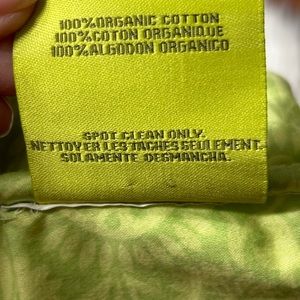 100%ORGANIC COTTON
100%COTON ORGANIQUE
100%ALGODON ORGANICO
SPOT CLEAN ONLY.
NETTOYER LES TACHES SEULEMENT.
SOLAMENTE DESMANCHA.